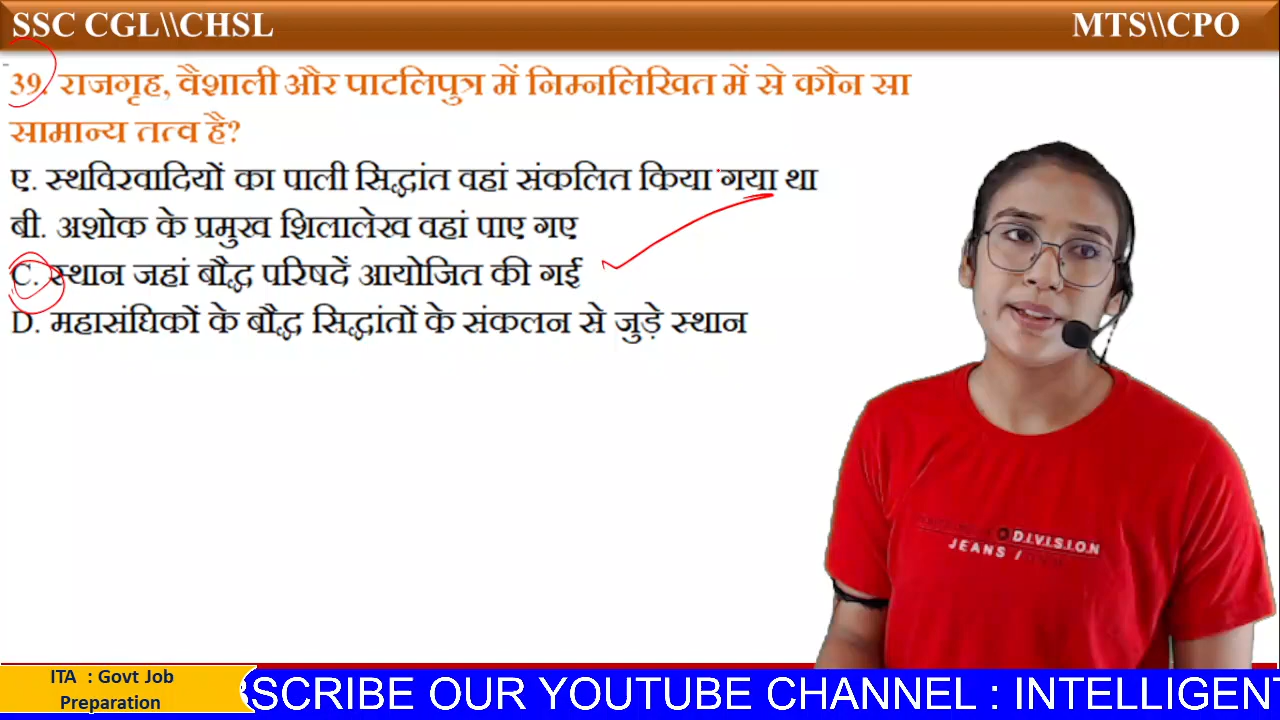 SSC CGL\\CHSL MTS\\CPO
39. राजगृह, वैशाली और पाटलिपुत्र में निम्नलिखित में से कौन सा
सामान्य तत्व है?
ए. स्थविरवादियों का पाली सिद्धांत वहां संकलित किया गया था
बी. अशोक के प्रमुख शिलालेख वहां पाए गए
C. स्थान जहां बौद्ध परिषदें आयोजित की गई
D. महासंघिकों के बौद्ध सिद्धांतों के संकलन से जुड़े स्थान
D.I.V.I.S.I.O.N
JEANS /
ITA : Govt Job
Preparation
SCRIBE OUR YOUTUBE CHANNEL : INTELLIGENT